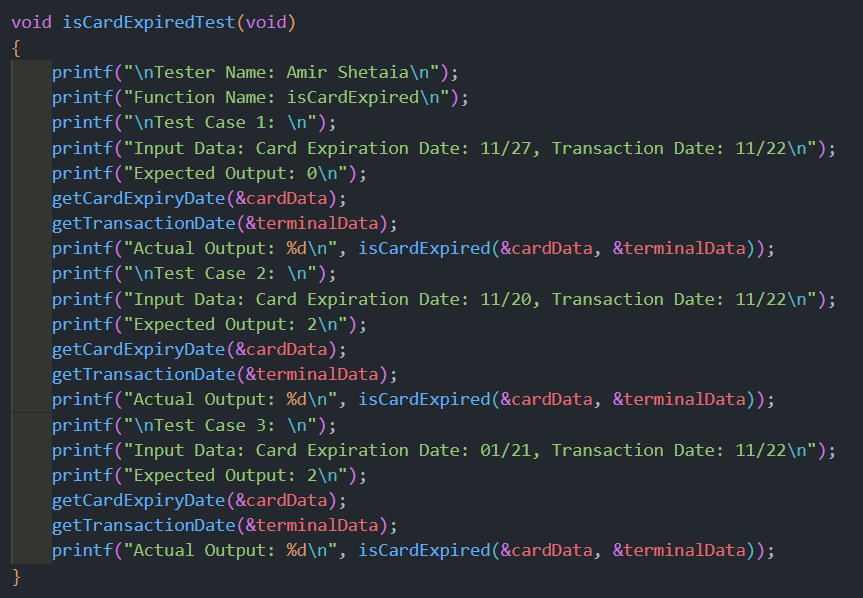 void isCardExpiredTest(void)
{
    printf("\nTester Name: Amir Shetaia\n");
    printf("Function Name: isCardExpired\n");
    printf("\nTest Case 1: \n");
    printf("Input Data: Card Expiration Date: 11/27, Transaction Date: 11/22\n");
    printf("Expected Output: 0\n");
    getCardExpiryDate(&cardData);
    getTransactionDate(&terminalData);
    printf("Actual Output: %d\n", isCardExpired(&cardData, &terminalData));
    printf("\nTest Case 2: \n");
    printf("Input Data: Card Expiration Date: 11/20, Transaction Date: 11/22\n");
    printf("Expected Output: 2\n");
    getCardExpiryDate(&cardData);
    getTransactionDate(&terminalData);
    printf("Actual Output: %d\n", isCardExpired(&cardData, &terminalData));
    printf("\nTest Case 3: \n");
    printf("Input Data: Card Expiration Date: 01/21, Transaction Date: 11/22\n");
    printf("Expected Output: 2\n");
    getCardExpiryDate(&cardData);
    getTransactionDate(&terminalData);
    printf("Actual Output: %d\n", isCardExpired(&cardData, &terminalData));
}